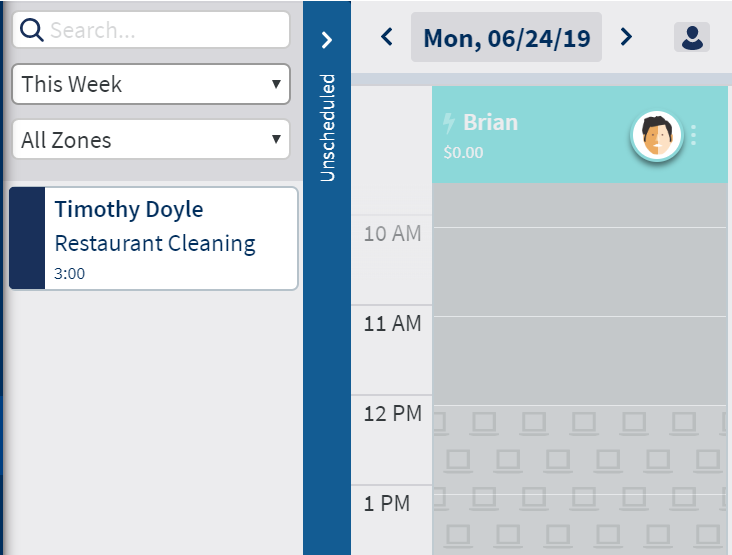 Search...
This Week
All Zones
Timothy Doyle
Restaurant Cleaning
3:00
Unscheduled
Mon, 06/24/19
Brian
$0.00
10 AM
11 AM
12 PM
1 PM